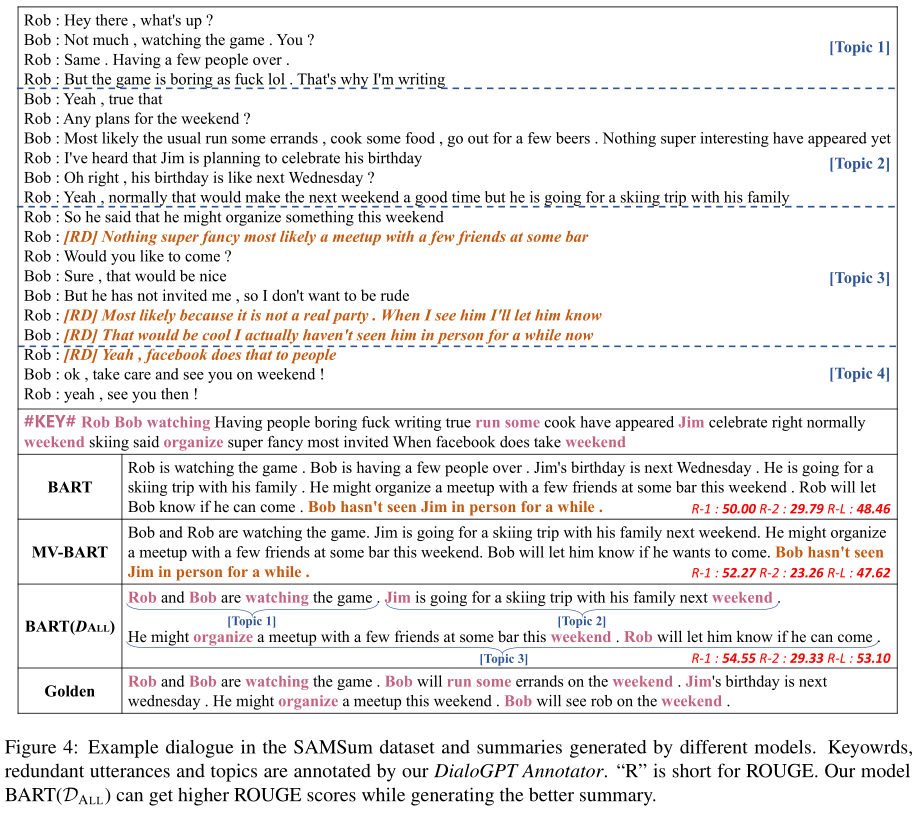 Rob : Hey there , what's up ?
Bob : Not much , watching the game . You ?
[Topic 1]
Rob : Same . Having a few people over .
Rob : But the game is boring as fuck lol . That's why I'm writing
Bob : Yeah , true that
Rob : Any plans for the weekend ?
Bob : Most likely the usual run some errands , cook some food , go out for a few beers . Nothing super interesting have appeared yet
Rob : I've heard that Jim is planning to celebrate his birthday
[Topic 2]
Bob : Oh right , his birthday is like next Wednesday ?
Rob : Yeah , normally that would make the next weekend a good time but he is going for a skiing trip with his family
Rob : So he said that he might organize something this weekend
Rob : [RD] Nothing super fancy most likely a meetup with a few friends at some bar
Rob : Would you like to come ?
Bob : Sure , that would be nice
[Topic 3]
Bob : But he has not invited me , so I don't want to be rude
Rob : [RD] Most likely because it is not a real party . When I see him I'll let him know
Bob : [RD] That would be cool I actually haven't seen him in person for a while now
Rob : [RD] Yeah , facebook does that to people
Bob : ok , take care and see you on weekend !
[Topic 4]
Rob : yeah , see you then !
#KEY# Rob Bob watching Having people boring fuck writing true run some cook have appeared Jim celebrate right normally
weekend skiing said organize super fancy most invited When facebook does take weekend
BART
Rob is watching the game . Bob is having a few people over . Jim's birthday is next Wednesday . He is going for a
skiing trip with his family . He might organize a meetup with a few friends at some bar this weekend . Rob will let
Bob know if he can come . Bob hasn't seen Jim in person for a while .
R-1 : 50.00 R-2 : 29.79 R-L : 48.46
MV-BART
Bob and Rob are watching the game. Jim is going for a skiing trip with his family next weekend. He might organize
a meetup with a few friends at some bar this weekend. Bob will let him know if he wants to come. Bob hasn't seen
Jim in person for a while .
R-1 : 52.27 R-2 : 23.26 R-L : 47.62
BART(DALL)
Rob and Bob are watching the game . Jim is going for a skiing trip with his family next weekend .
[Topic 1]
[Topic 2]
He might organize a meetup with a few friends at some bar this weekend . Rob will let him know if he can come .
[Topic 3]
R-1 : 54.55 R-2 : 29.33 R-L : 53.10
Golden
Rob and Bob are watching the game . Bob will run some errands on the weekend . Jim's birthday is next
wednesday . He might organize a meetup this weekend . Bob will see rob on the weekend .
Figure 4: Example dialogue in the SAMSum dataset and summaries generated by different models. Keyowrds,
redundant utterances and topics are annotated by our DialoGPT Annotator. “R” is short for ROUGE. Our model
BART(DALL) can get higher ROUGE scores while generating the better summary.